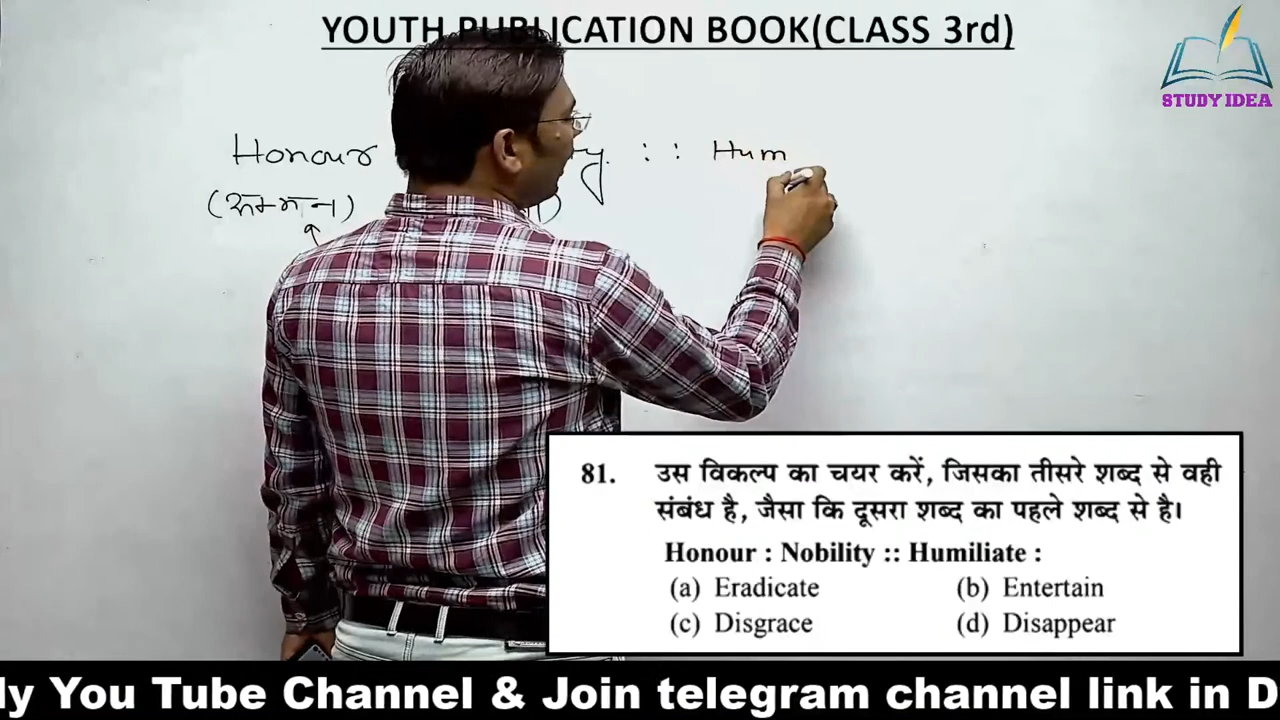 YOUTH PUBLICATION BOOK(CLASS 3rd)
STUDY IDEA
Honour y. :: Hum
(सम्मान)
81. उस विकल्प का चयर करें, जिसका तीसरे शब्द से वही
संबंध है, जैसा कि दूसरा शब्द का पहले शब्द से है।
Honour : Nobility :: Humiliate :
(a) Eradicate (b) Entertain
(c) Disgrace (d) Disappear
ly You Tube Channel & Join telegram channel link in D